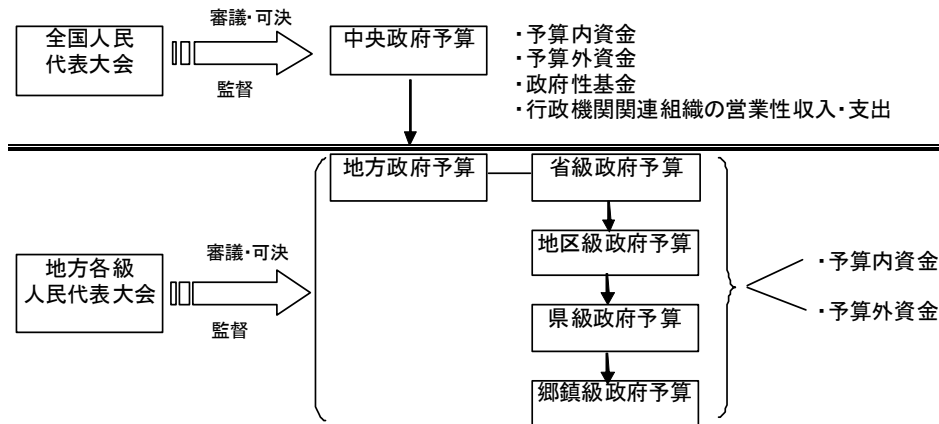 全国人民
代表大会
審議・可決
監督
中央政府予算
・予算内資金
・予算外資金
・政府性基金
・行政機関関連組織の営業性収入・支出
地方政府予算
省級政府予算
地方各級
人民代表大会
審議・可決
監督
地区級政府予算
県級政府予算
郷鎮級政府予算
・予算内資金
・予算外資金